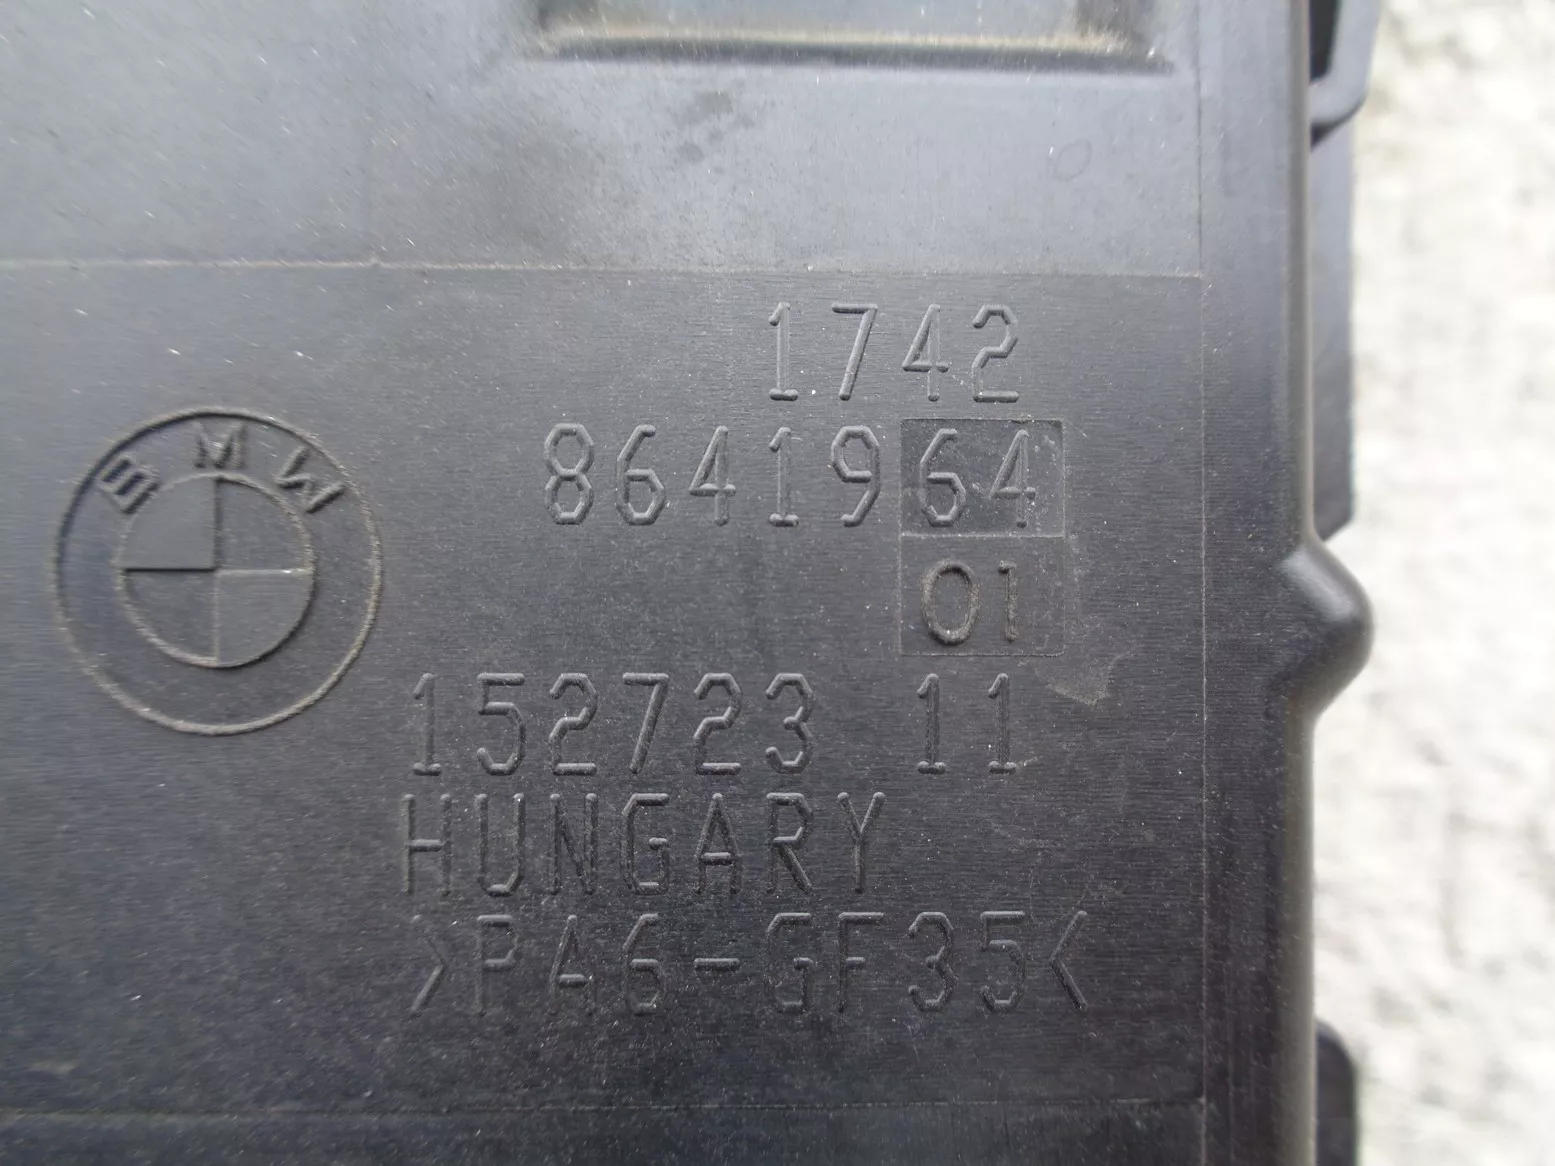 BMW
1742
8641964
01
152723 11
HUNGARY
>PA6-GF35<